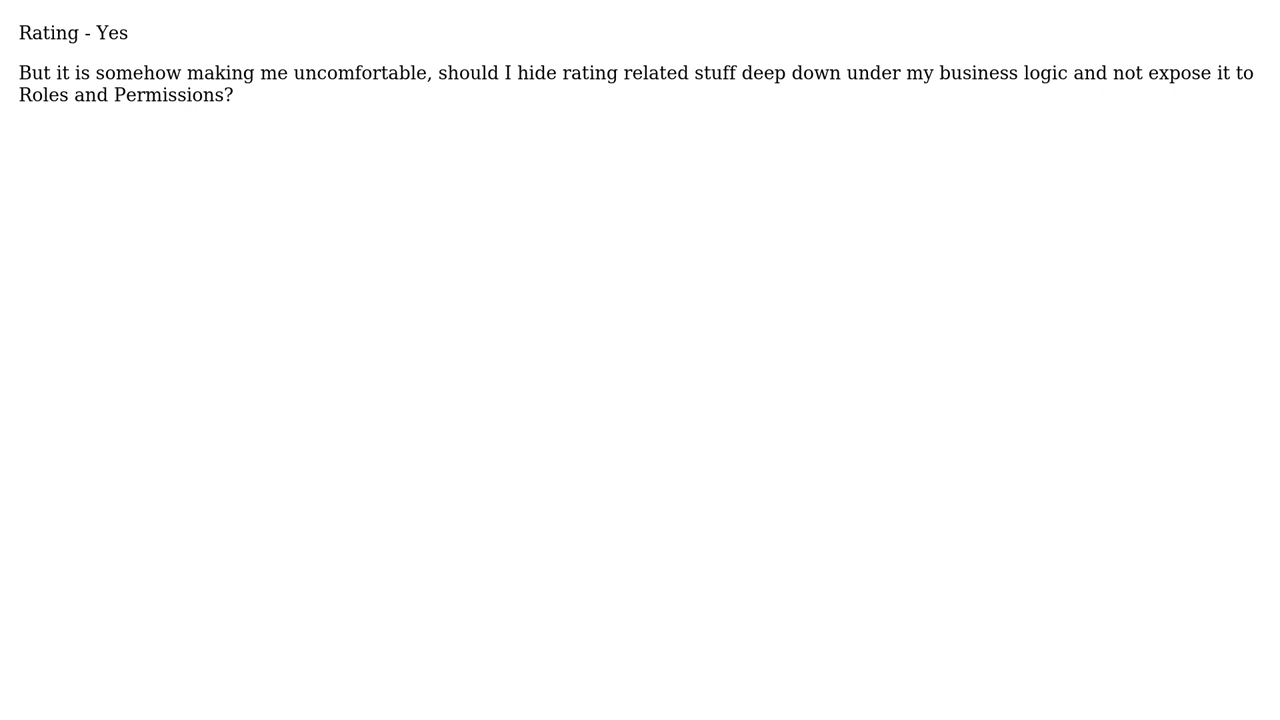 Rating - Yes
But it is somehow making me uncomfortable, should I hide rating related stuff deep down under my business logic and not expose it to
Roles and Permissions?